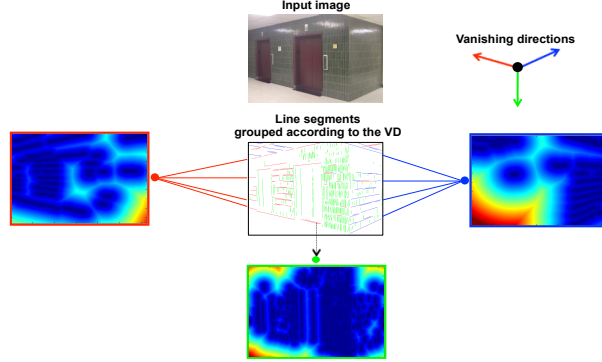 Input image
Vanishing directions
Line segments
grouped according to the VD